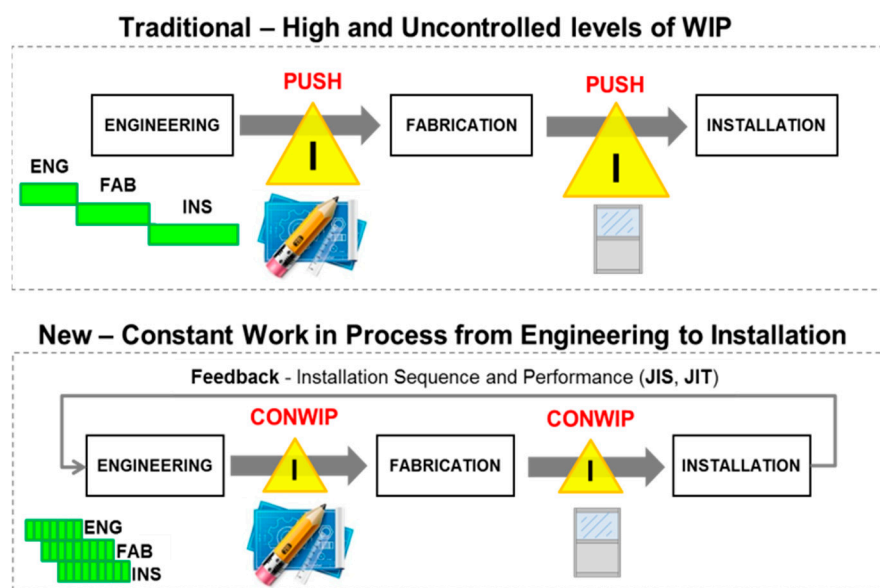 Traditional – High and Uncontrolled levels of WIP
PUSH
PUSH
ENGINEERING
FABRICATION
INSTALLATION
I
I
ENG
FAB
INS
New – Constant Work in Process from Engineering to Installation
Feedback - Installation Sequence and Performance (JIS, JIT)
CONWIP
CONWIP
ENGINEERING
FABRICATION
INSTALLATION
I
I
ENG
FAB
INS